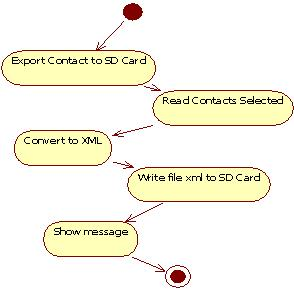 Export Contact to SD Card
Read Contacts Selected
Convert to XML
Write file xml to SD Card
Show message